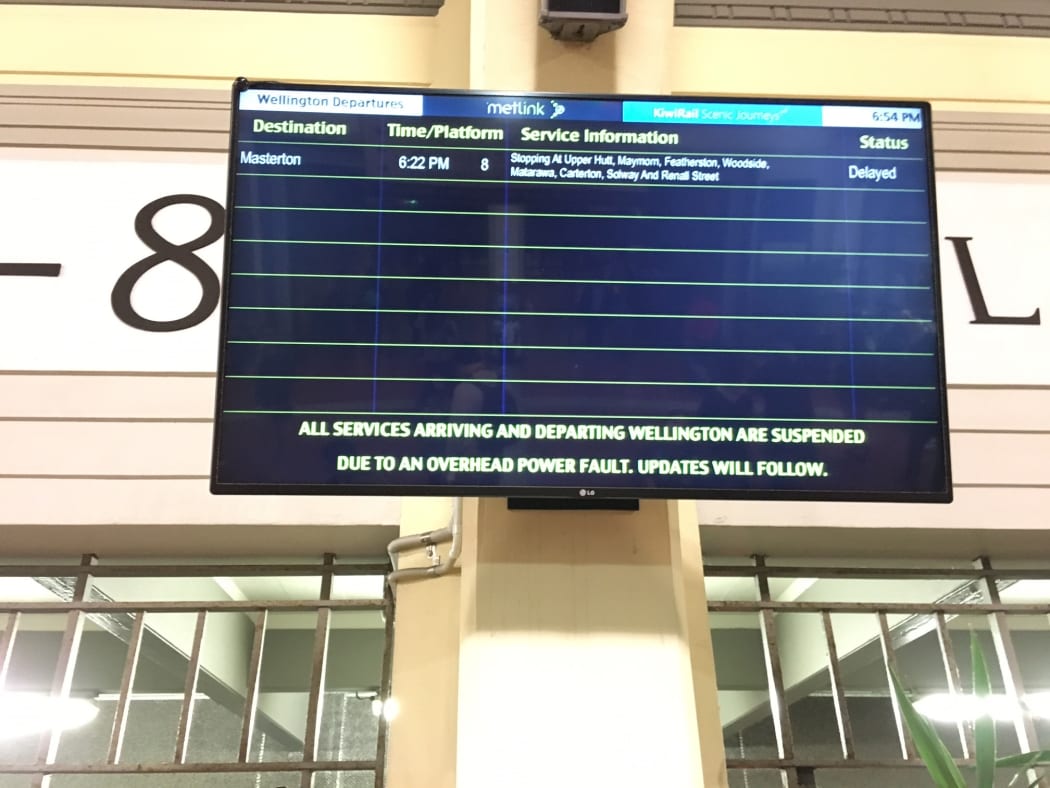 Wellington Departures metlink KiwiRail Scenic Journeys 6:54 PM
Destination Time/Platform Service Information Status
Masterton 6:22 PM 8 Stopping At Upper Hutt, Maymorn, Featherston, Woodside, Delayed
Matarawa, Carterton, Solway And Renall Street
- 8
L
ALL SERVICES ARRIVING AND DEPARTING WELLINGTON ARE SUSPENDED
DUE TO AN OVERHEAD POWER FAULT. UPDATES WILL FOLLOW.
LG